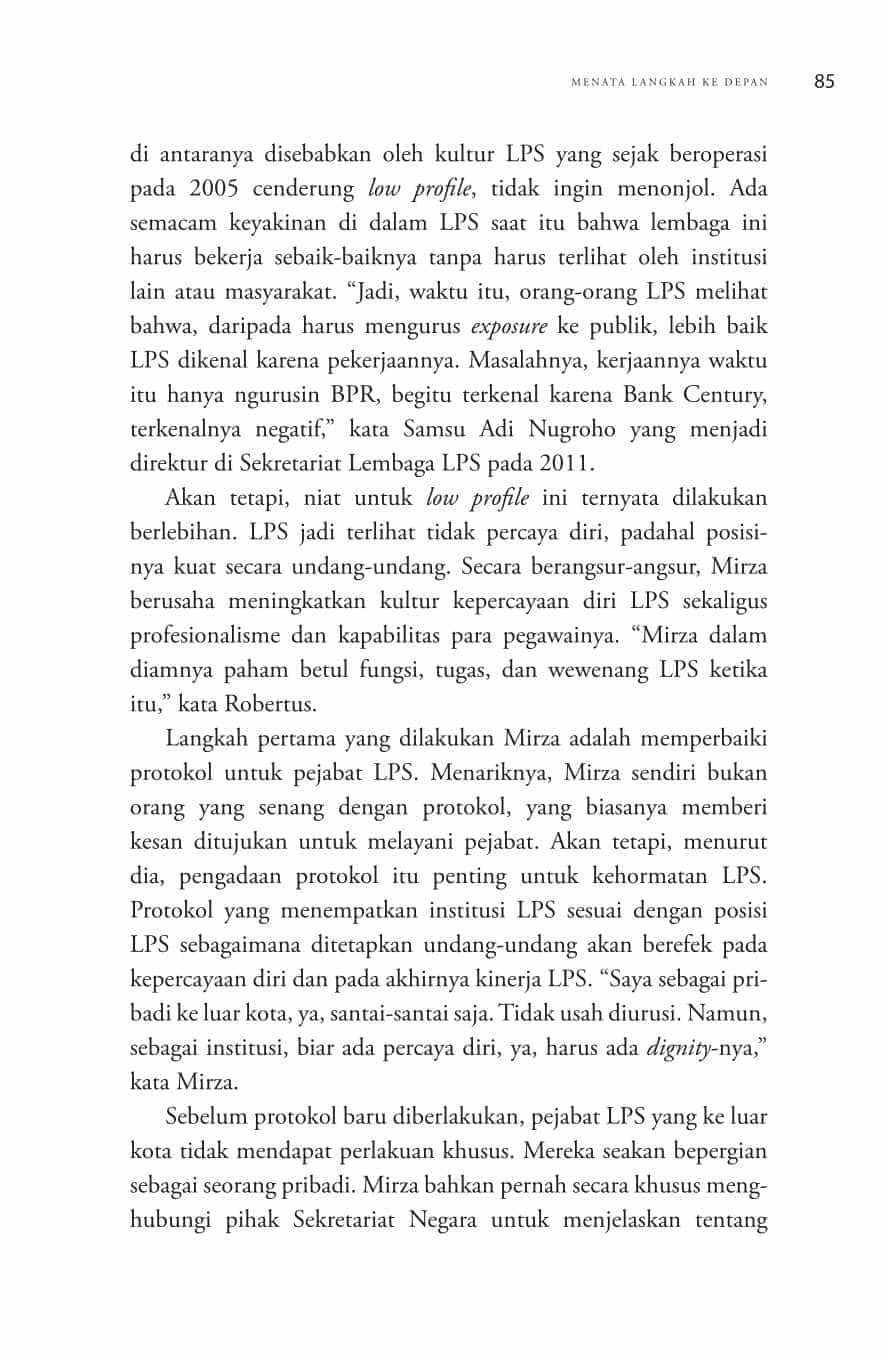 MENATA LANGKAH KE DEPAN 85
di antaranya disebabkan oleh kultur LPS yang sejak beroperasi
pada 2005 cenderung low profile, tidak ingin menonjol. Ada
semacam keyakinan di dalam LPS saat itu bahwa lembaga ini
harus bekerja sebaik-baiknya tanpa harus terlihat oleh institusi
lain atau masyarakat. “Jadi, waktu itu, orang-orang LPS melihat
bahwa, daripada harus mengurus exposure ke publik, lebih baik
LPS dikenal karena pekerjaannya. Masalahnya, kerjaannya waktu
itu hanya ngurusin BPR, begitu terkenal karena Bank Century,
terkenalnya negatif,” kata Samsu Adi Nugroho yang menjadi
direktur di Sekretariat Lembaga LPS pada 2011.
Akan tetapi, niat untuk low profile ini ternyata dilakukan
berlebihan. LPS jadi terlihat tidak percaya diri, padahal posisi-
nya kuat secara undang-undang. Secara berangsur-angsur, Mirza
berusaha meningkatkan kultur kepercayaan diri LPS sekaligus
profesionalisme dan kapabilitas para pegawainya. “Mirza dalam
diamnya paham betul fungsi, tugas, dan wewenang LPS ketika
itu,” kata Robertus.
Langkah pertama yang dilakukan Mirza adalah memperbaiki
protokol untuk pejabat LPS. Menariknya, Mirza sendiri bukan
orang yang senang dengan protokol, yang biasanya memberi
kesan ditujukan untuk melayani pejabat. Akan tetapi, menurut
dia, pengadaan protokol itu penting untuk kehormatan LPS.
Protokol yang menempatkan institusi LPS sesuai dengan posisi
LPS sebagaimana ditetapkan undang-undang akan berefek pada
kepercayaan diri dan pada akhirnya kinerja LPS. “Saya sebagai pri-
badi ke luar kota, ya, santai-santai saja. Tidak usah diurusi. Namun,
sebagai institusi, biar ada percaya diri, ya, harus ada dignity-nya,”
kata Mirza.
Sebelum protokol baru diberlakukan, pejabat LPS yang ke luar
kota tidak mendapat perlakuan khusus. Mereka seakan bepergian
sebagai seorang pribadi. Mirza bahkan pernah secara khusus meng-
hubungi pihak Sekretariat Negara untuk menjelaskan tentang